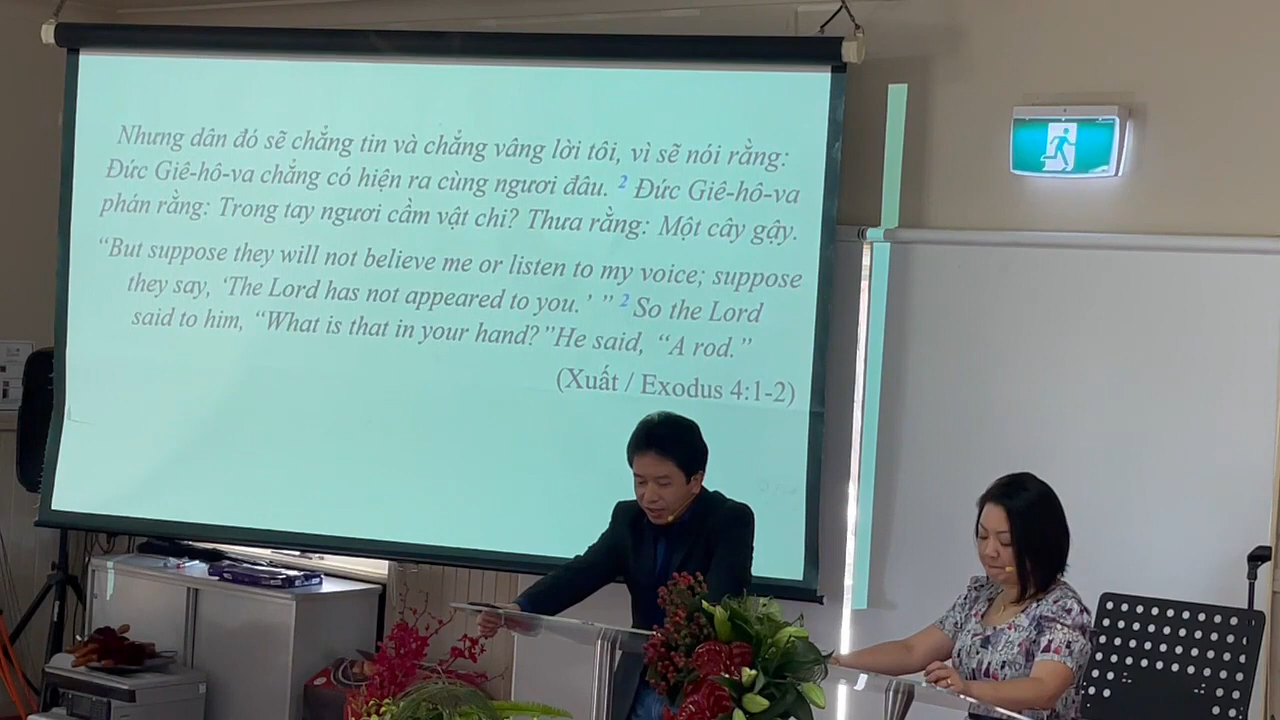 Nhưng dân đó sẽ chẳng tin và chẳng vâng lời tôi, vì sẽ nói rằng:
Đức Giê-hô-va chẳng có hiện ra cùng ngươi đâu. 2 Đức Giê-hô-va
phán rằng: Trong tay ngươi cầm vật chi? Thưa rằng: Một cây gậy.
“But suppose they will not believe me or listen to my voice; suppose
they say, ‘The Lord has not appeared to you.’ ” 2 So the Lord
said to him, “What is that in your hand?”He said, “A rod.”
(Xuất / Exodus 4:1-2)